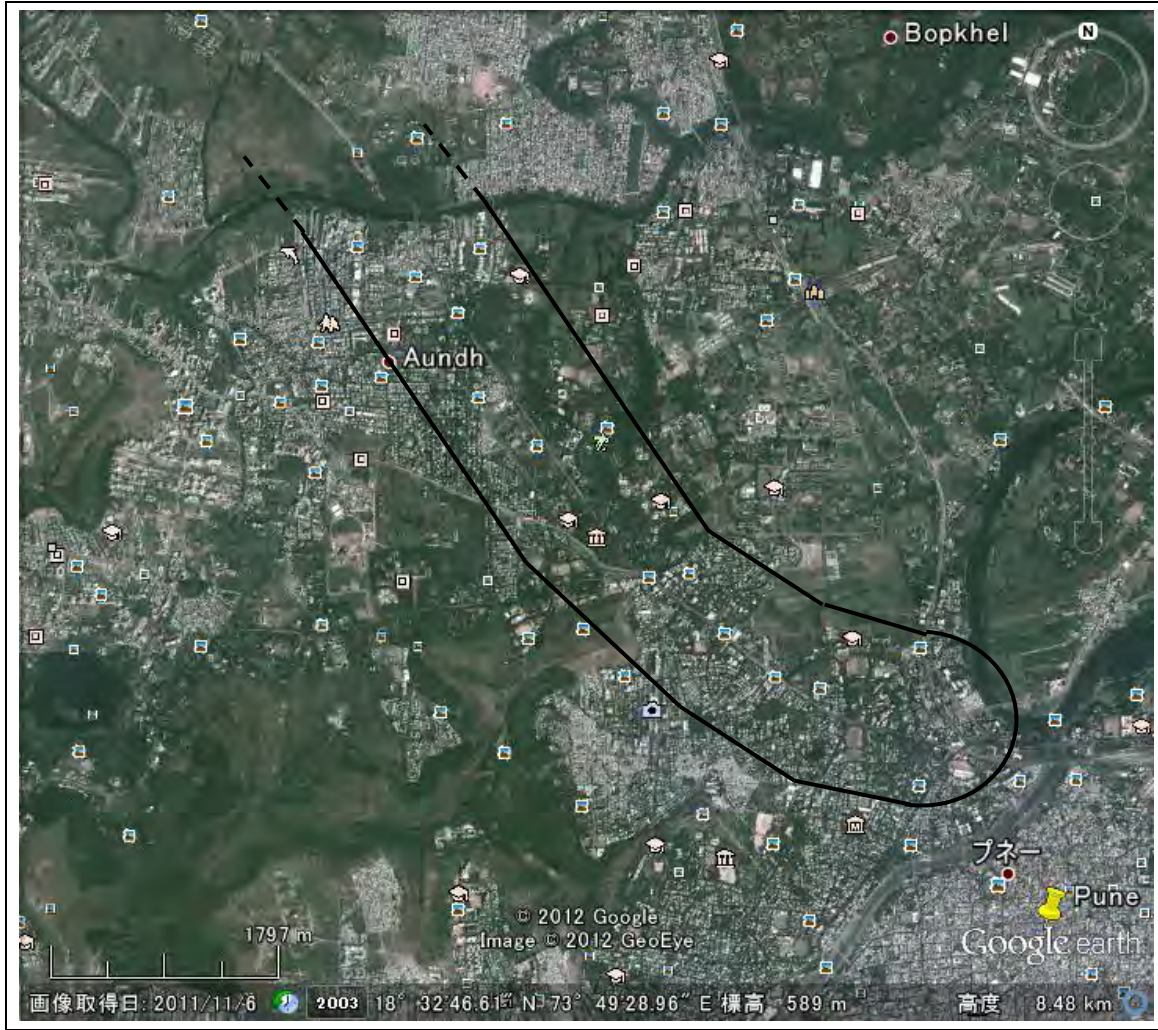 Bopkhel
N
Aundh
プネー
Pune
© 2012 Google
Image © 2012 GeoEye
Google earth
1797 m
画像取得日: 2011/11/6 2003 18° 32'46.61" N 73° 49'28.96" E 標高 589 m 高度 8.48 km